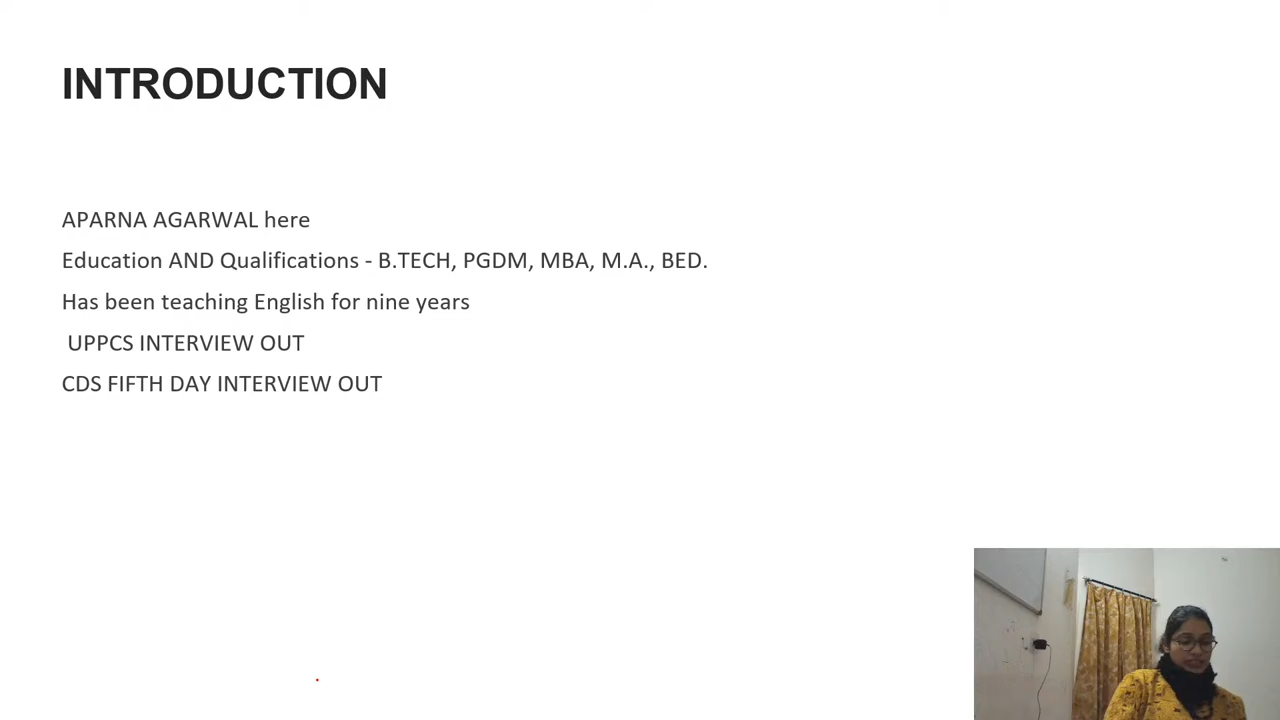 INTRODUCTION
APARNA AGARWAL here
Education AND Qualifications - B.TECH, PGDM, MBA, M.A., BED.
Has been teaching English for nine years
UPPCS INTERVIEW OUT
CDS FIFTH DAY INTERVIEW OUT